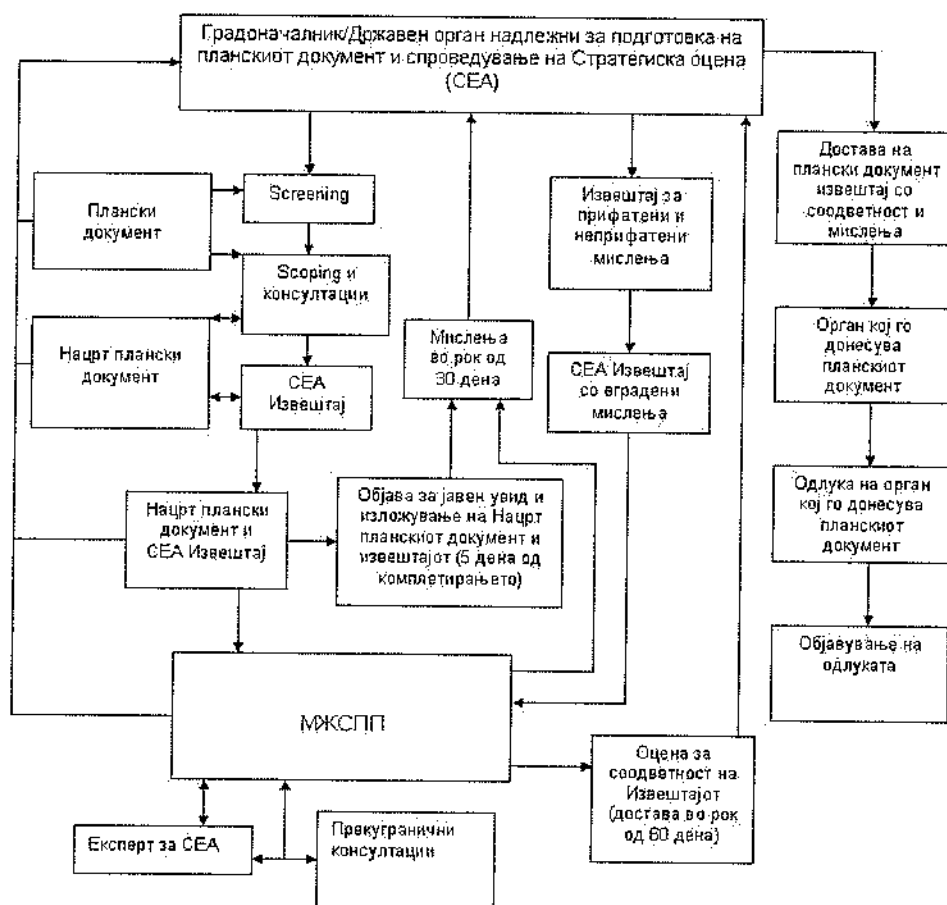 Градоначалник/Државен орган надлежни за подготовка на
планскиот документ и спроведување на Стратегиска оцена
(СЕА)
Плански
документ
Screening
Scoping и
консултации
Нацрт плански
документ
СЕА
Извештај
Мислења
во рок од
30 дена
Извештај за
прифатени и
неприфатени
мислења
СЕА Извештај
со вградени
мислења
Достава на
плански документ
извештај со
соодветност и
мислења
Орган кој го
донесува
планскиот
документ
Одлука на орган
кој го донесува
планскиот
документ
Објавување на
одлуката
Нацрт плански
документ и
СЕА Извештај
Објава за јавен увид и
изложување на Нацрт
планскиот документ и
извештајот (5 дена од
комплетирањето)
МЖСПП
Оцена за
соодветност на
Извештајот
(достава во рок
од 60 дена)
Експерт за СЕА
Прекугранични
консултации